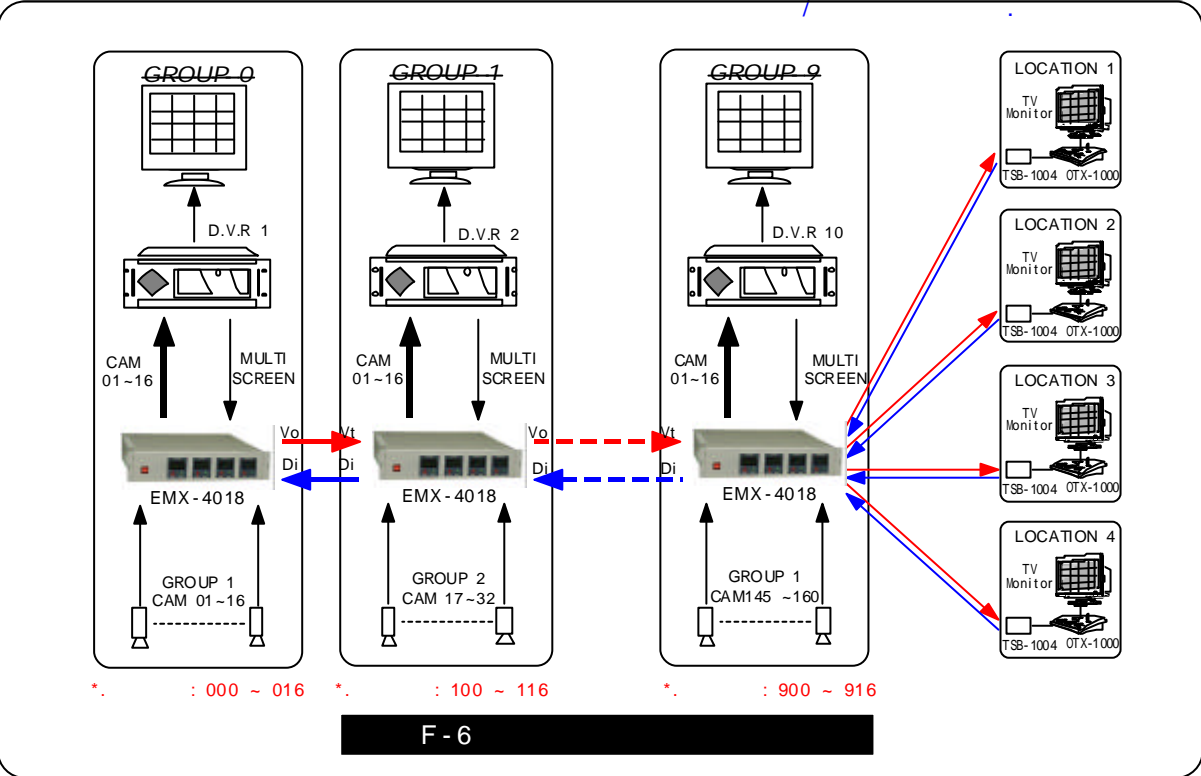 / .
GROUP 0
D.V.R 1
CAM
01~16
MULTI
SCREEN
Vo
Di
EMX-4018
GROUP 1
CAM 01~16
*. : 000 ~ 016
GROUP 1
D.V.R 2
CAM
01~16
MULTI
SCREEN
Vt
Di
Vo
Di
EMX-4018
GROUP 2
CAM 17~32
*. : 100 ~ 116
GROUP 9
D.V.R 10
CAM
01~16
MULTI
SCREEN
Vt
Di
EMX-4018
GROUP 1
CAM145 ~160
*. : 900 ~ 916
LOCATION 1
TV
Monitor
TSB-1004 OTX-1000
LOCATION 2
TV
Monitor
TSB-1004 OTX-1000
LOCATION 3
TV
Monitor
TSB-1004 OTX-1000
LOCATION 4
TV
Monitor
TSB-1004 OTX-1000
F-6